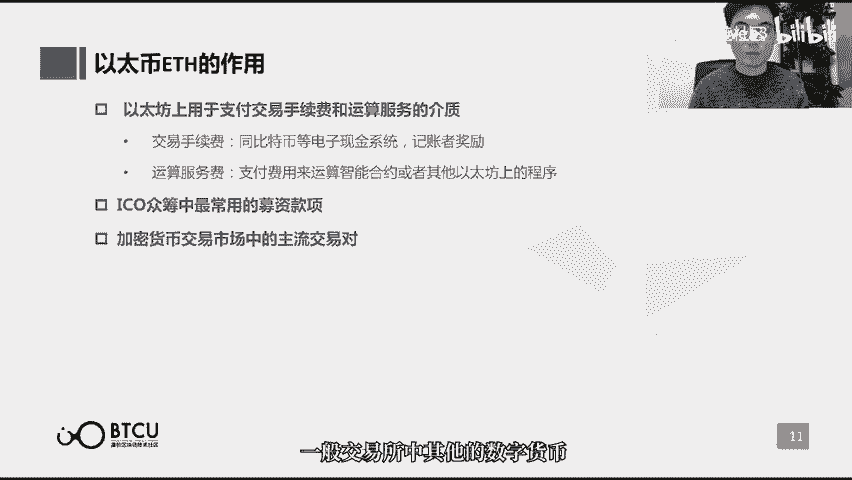 bilibili
以太币ETH的作用
以太坊上用于支付交易手续费和运算服务的介质
交易手续费：同比特币等电子现金系统，记账者奖励
运算服务费：支付费用来运算智能合约或者其他以太坊上的程序
ICO众筹中最常用的募资款项
加密货币交易市场中的主流交易对
BTCU
11
一般交易所中其他的数字货币